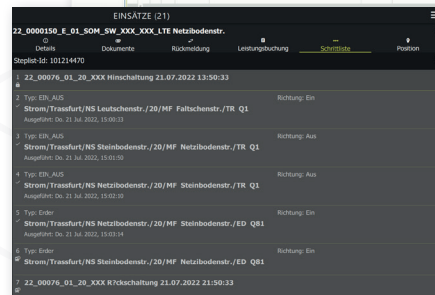 EINSÄTZE (21)
22_0000150_E_01_SOM_SW_XXX_XXX_LTE Netzibodenstr.
Details Dokumente Rückmeldung Leistungsbuchung Schrittliste Position
Steplist-Id: 101214470
1 22_00076_01_20_XXX Hinschaltung 21.07.2022 13:50:33
2 Typ: EIN_AUS Richtung: Ein
Strom/Trassfurt/NS Leutschenstr./20/MF Faltschenstr./TR Q1
Ausgeführt: Do. 21 Jul. 2022, 15:00:33
3 Typ: EIN_AUS Richtung: Aus
Strom/Trassfurt/NS Steinbodenstr./20/MF Netzibodenstr./TR Q1
Ausgeführt: Do. 21 Jul. 2022, 15:01:50
4 Typ: EIN_AUS Richtung: Aus
Strom/Trassfurt/NS Netzibodenstr./20/MF Steinbodenstr./TR Q1
Ausgeführt: Do. 21 Jul. 2022, 15:02:10
5 Typ: Erder Richtung: Ein
Strom/Trassfurt/NS Netzibodenstr./20/MF Steinbodenstr./ED Q81
Ausgeführt: Do. 21 Jul. 2022, 15:03:14
6 Typ: Erder Richtung: Ein
Strom/Trassfurt/NS Steinbodenstr./20/MF Netzibodenstr./ED Q81
7 22_00076_01_20_XXX R?ckschaltung 21.07.2022 21:50:33